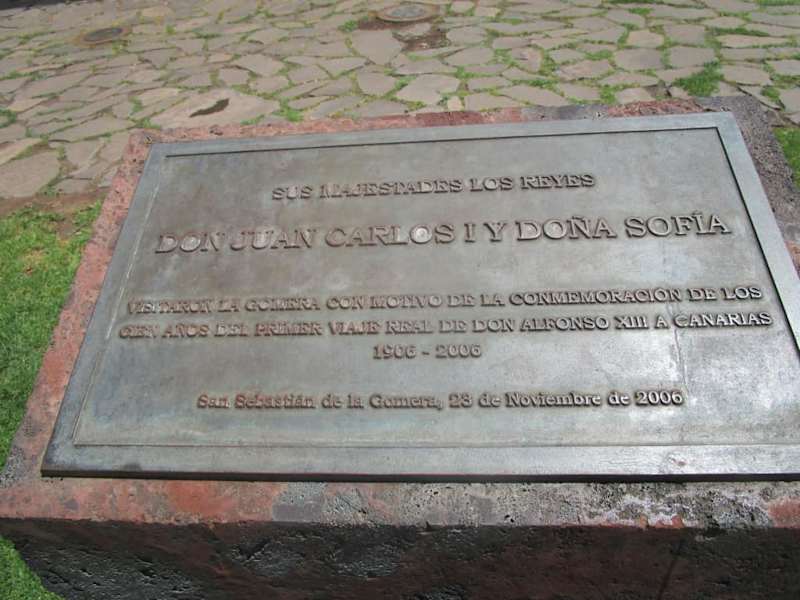 SUS MAJESTADES LOS REYES
DON JUAN CARLOS I Y DOÑA SOFÍA
VISITARON LA GOMERA CON MOTIVO DE LA CONMEMORACIÓN DE LOS
CIEN AÑOS DEL PRIMER VIAJE REAL DE DON ALFONSO XIII A CANARIAS
1906 - 2006
San Sebastián de la Gomera, 23 de Noviembre de 2006